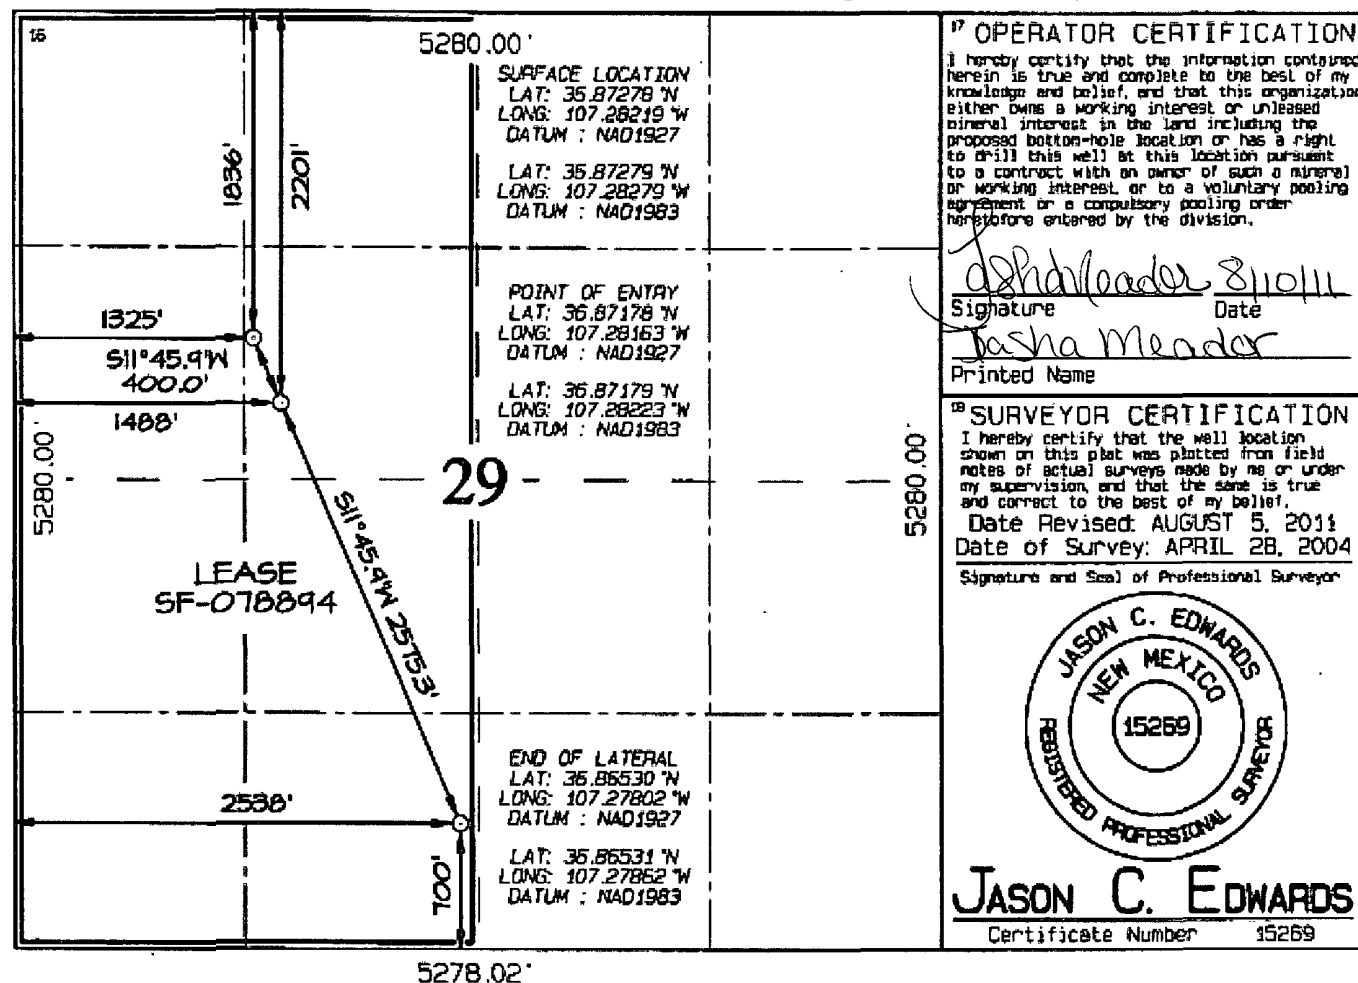 16
5280.00'
SURFACE LOCATION
LAT: 36.87278 °N
LONG: 107.28219 °W
DATUM : NAD1927
LAT: 36.87279 °N
LONG: 107.28279 °W
DATUM : NAD1983
1836'
2201'
POINT OF ENTRY
LAT: 36.87178 °N
LONG: 107.28163 °W
DATUM : NAD1927
LAT: 36.87179 °N
LONG: 107.28223 °W
DATUM : NAD1983
1325'
S11°45.9'W
400.0'
1488'
5280.00'
29
5280.00'
S11°45.9'W 2575.3'
LEASE
SF-078894
END OF LATERAL
LAT: 36.86530 °N
LONG: 107.27802 °W
DATUM : NAD1927
LAT: 36.86531 °N
LONG: 107.27862 °W
DATUM : NAD1983
2538'
700'
5278.02'
17 OPERATOR CERTIFICATION
I hereby certify that the information contained
herein is true and complete to the best of my
knowledge and belief, and that this organization
either owns a working interest or unleased
mineral interest in the land including the
proposed bottom-hole location or has a right
to drill this well at this location pursuant
to a contract with an owner of such a mineral
or working interest, or to a voluntary pooling
agreement or a compulsory pooling order
heretofore entered by the division.
Tasha Meador 8/10/11
Signature Date
Tasha Meador
Printed Name
18 SURVEYOR CERTIFICATION
I hereby certify that the well location
shown on this plat was plotted from field
notes of actual surveys made by me or under
my supervision, and that the same is true
and correct to the best of my belief.
Date Revised: AUGUST 5, 2011
Date of Survey: APRIL 28, 2004
Signature and Seal of Professional Surveyor
JASON C. EDWARDS
NEW MEXICO
15269
REGISTERED PROFESSIONAL SURVEYOR
JASON C. EDWARDS
Certificate Number 15269